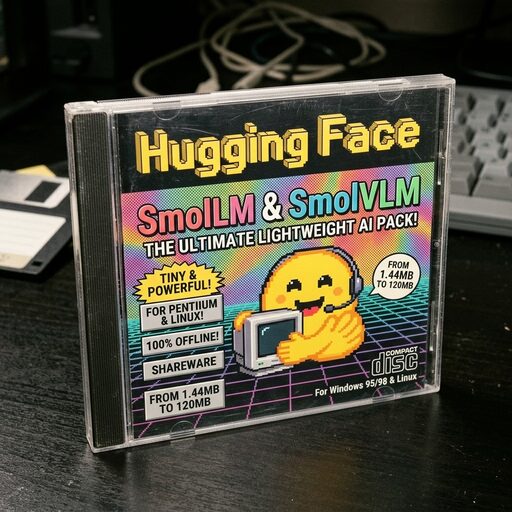 Hugging Face
SmolLM & SmolVLM
THE ULTIMATE LIGHTWEIGHT AI PACK!
TINY &
POWERFUL!
FOR PENTIIUM
& LINUX!
100% OFFLINE!
SHAREWARE
FROM 1.44MB
TO 120MB
FROM
1.44MB
TO 120MB
COMPACT
disc
For Windows 95/98 & Linux